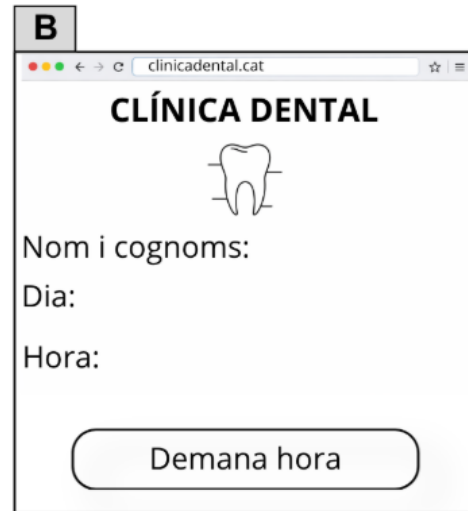 B
clinicadental.cat
CLÍNICA DENTAL
Nom i cognoms:
Dia:
Hora:
Demana hora